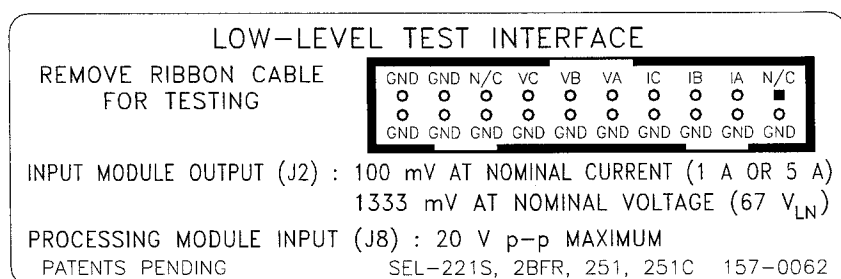 LOW-LEVEL TEST INTERFACE
REMOVE RIBBON CABLE
FOR TESTING
GND GND N/C VC VB VA IC IB IA N/C
GND GND GND GND GND GND GND GND GND
INPUT MODULE OUTPUT (J2) : 100 mV AT NOMINAL CURRENT (1 A OR 5 A)
1333 mV AT NOMINAL VOLTAGE (67 VLN)
PROCESSING MODULE INPUT (J8) : 20 V p-p MAXIMUM
PATENTS PENDING SEL-221S, 2BFR, 251, 251C 157-0062